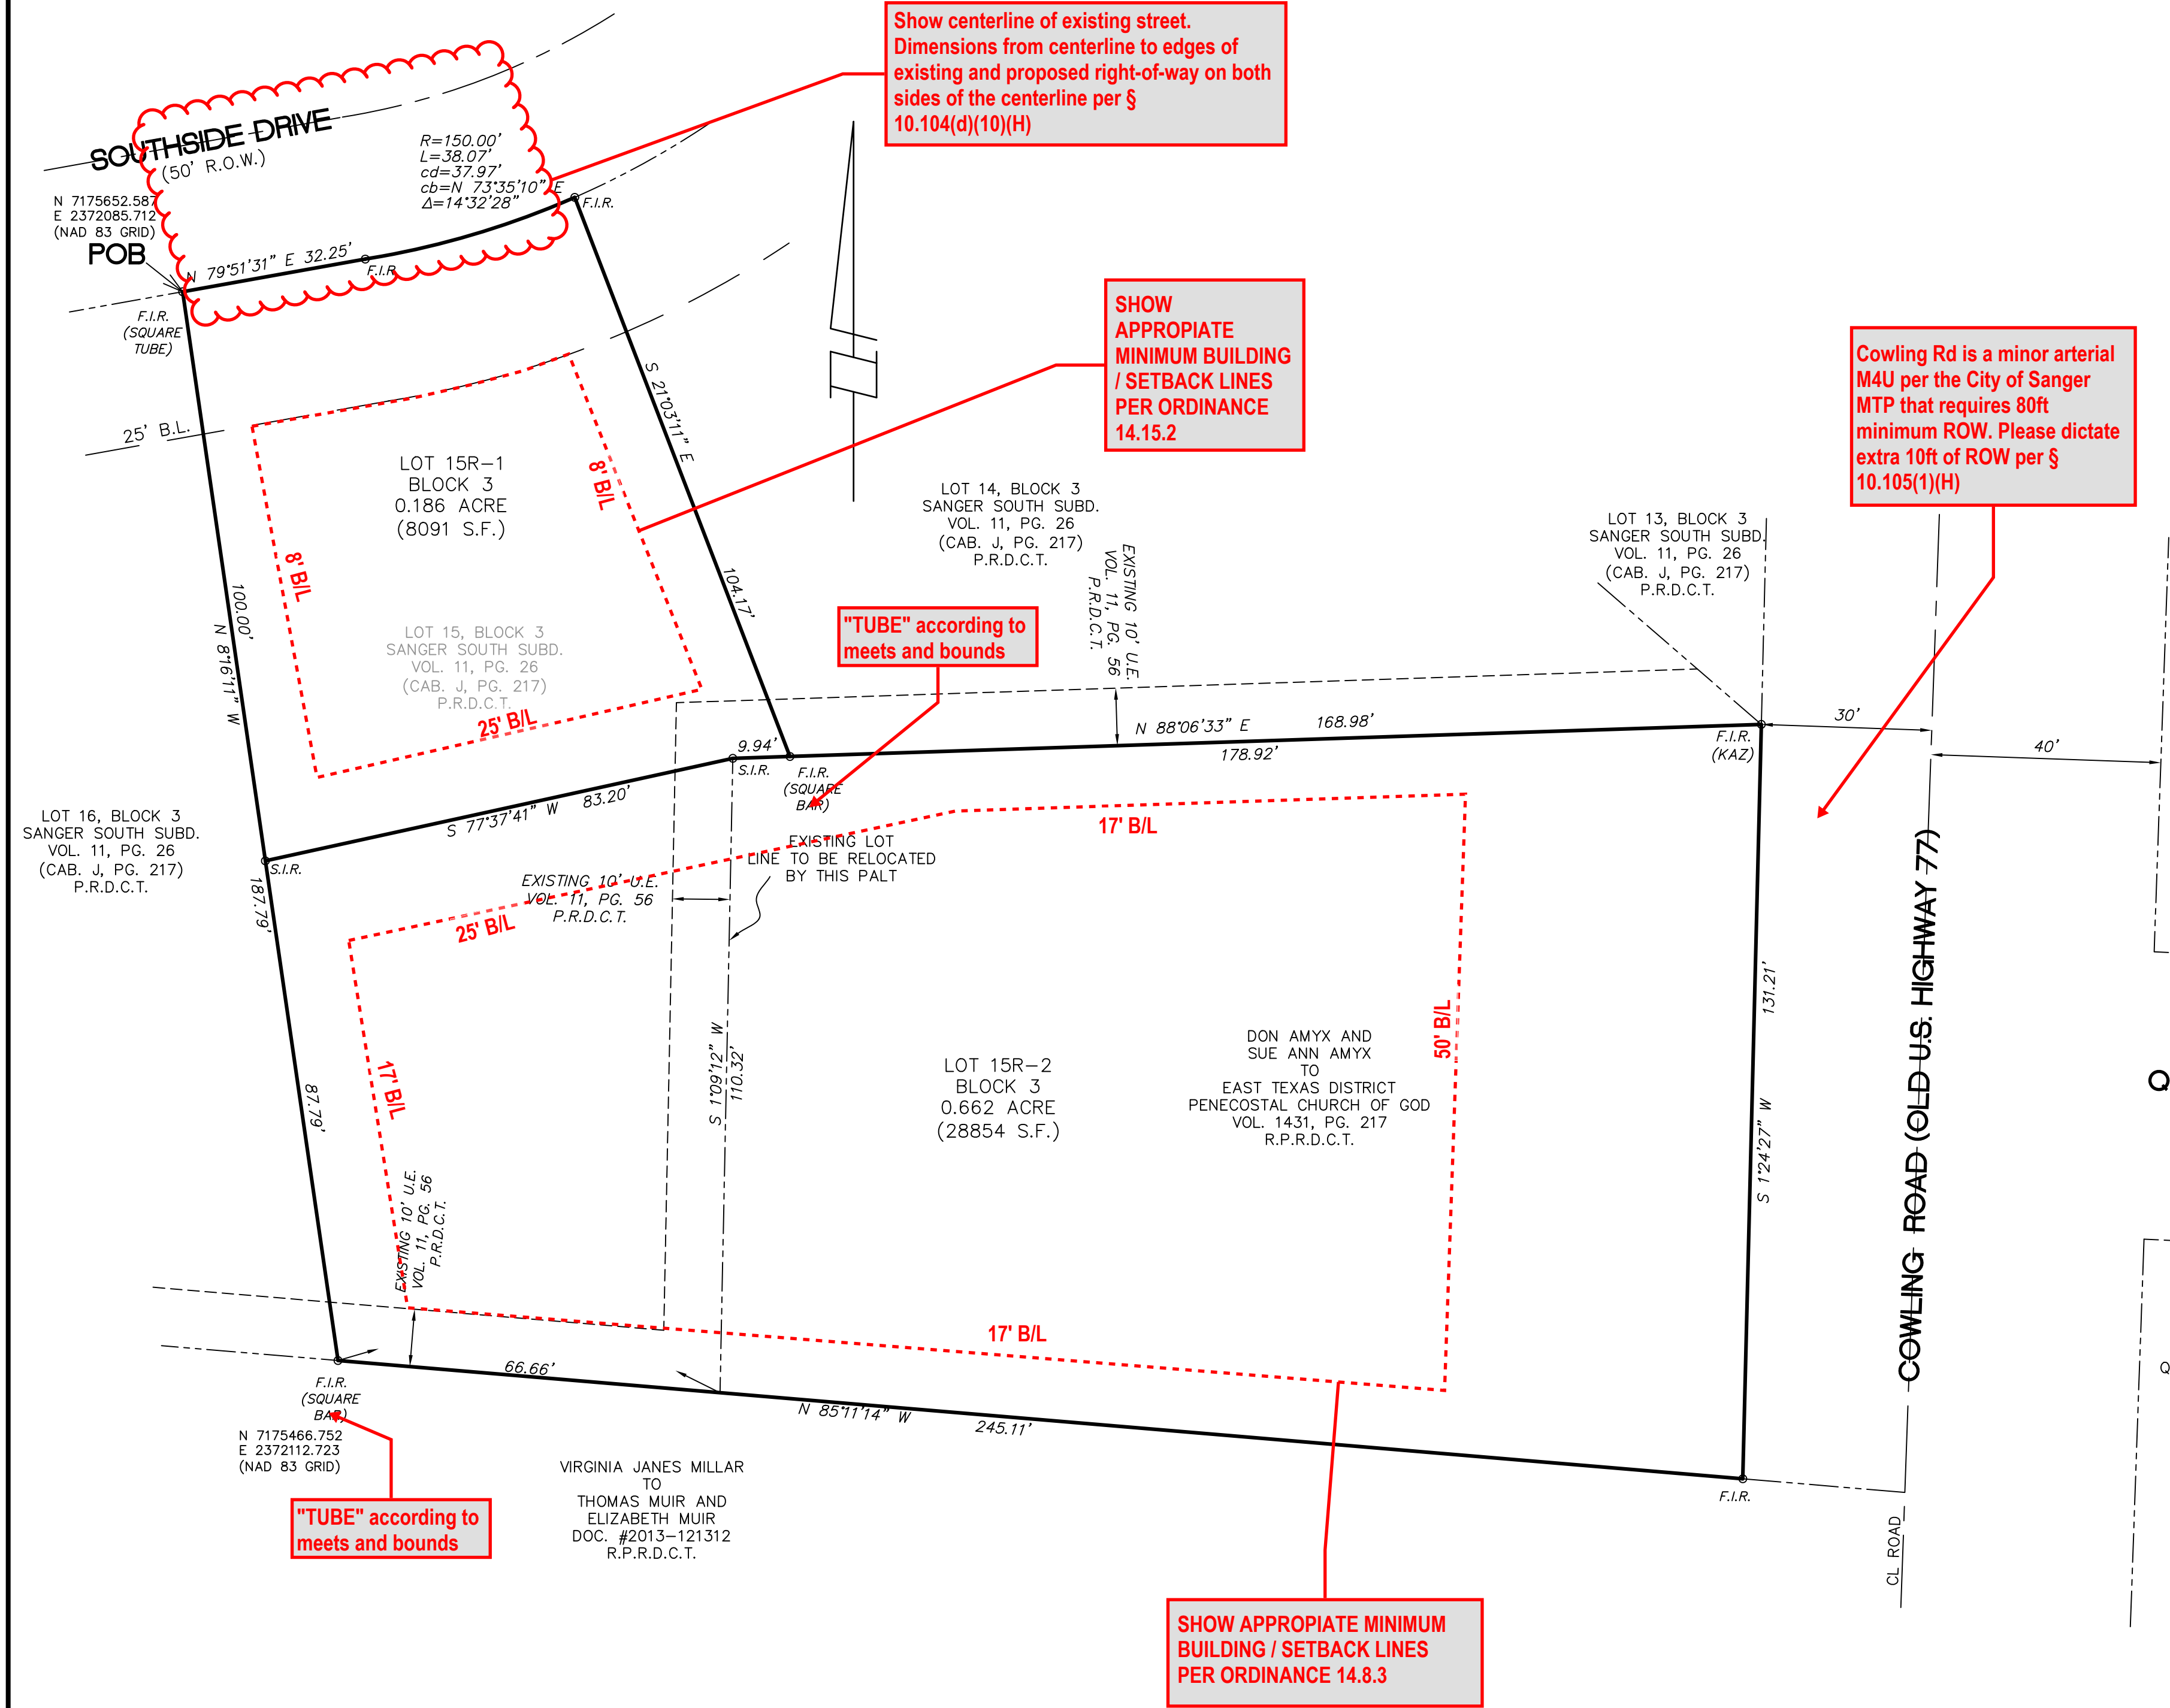 Show centerline of existing street.
Dimensions from centerline to edges of
existing and proposed right-of-way on both
sides of the centerline per §
10.104(d)(10)(H)
SOUTHSIDE DRIVE
(50' R.O.W.)
R=150.00'
L=38.07'
cd=37.97'
cb=N 73°35'10" E
Δ=14°32'28"
N 7175652.587
E 2372085.712
(NAD 83 GRID)
POB
N 79°51'31" E 32.25'
F.I.R.
F.I.R.
F.I.R.
(SQUARE
TUBE)
SHOW
APPROPIATE
MINIMUM BUILDING
/ SETBACK LINES
PER ORDINANCE
14.15.2
Cowling Rd is a minor arterial
M4U per the City of Sanger
MTP that requires 80ft
minimum ROW. Please dictate
extra 10ft of ROW per §
10.105(1)(H)
25' B.L.
S 21°03'11" E
104.17'
LOT 15R-1
BLOCK 3
0.186 ACRE
(8091 S.F.)
8' B/L
8' B/L
LOT 14, BLOCK 3
SANGER SOUTH SUBD.
VOL. 11, PG. 26
(CAB. J, PG. 217)
P.R.D.C.T.
LOT 13, BLOCK 3
SANGER SOUTH SUBD.
VOL. 11, PG. 26
(CAB. J, PG. 217)
P.R.D.C.T.
EXISTING 10' U.E.
VOL. 11, PG. 56
P.R.D.C.T.
100.00'
N 8°16'11" W
LOT 15, BLOCK 3
SANGER SOUTH SUBD.
VOL. 11, PG. 26
(CAB. J, PG. 217)
P.R.D.C.T.
25' B/L
"TUBE" according to
meets and bounds
9.94'
S.I.R.
F.I.R.
(SQUARE
BAR)
N 88°06'33" E 168.98'
178.92'
F.I.R.
(KAZ)
30'
40'
S 77°37'41" W 83.20'
LOT 16, BLOCK 3
SANGER SOUTH SUBD.
VOL. 11, PG. 26
(CAB. J, PG. 217)
P.R.D.C.T.
S.I.R.
187.79'
17' B/L
EXISTING LOT
LINE TO BE RELOCATED
BY THIS PALT
EXISTING 10' U.E.
VOL. 11, PG. 56
P.R.D.C.T.
25' B/L
COWLING ROAD (OLD U.S. HIGHWAY 77)
131.21'
S 1°24'27" W
50' B/L
S 1°09'12" W
110.32'
LOT 15R-2
BLOCK 3
0.662 ACRE
(28854 S.F.)
DON AMYX AND
SUE ANN AMYX
TO
EAST TEXAS DISTRICT
PENECOSTAL CHURCH OF GOD
VOL. 1431, PG. 217
R.P.R.D.C.T.
17' B/L
87.79'
EXISTING 10' U.E.
VOL. 11, PG. 56
P.R.D.C.T.
Q
Q
17' B/L
66.66'
N 85°11'14" W 245.11'
F.I.R.
(SQUARE
BAR)
N 7175466.752
E 2372112.723
(NAD 83 GRID)
F.I.R.
CL ROAD
VIRGINIA JANES MILLAR
TO
THOMAS MUIR AND
ELIZABETH MUIR
DOC. #2013-121312
R.P.R.D.C.T.
"TUBE" according to
meets and bounds
SHOW APPROPIATE MINIMUM
BUILDING / SETBACK LINES
PER ORDINANCE 14.8.3